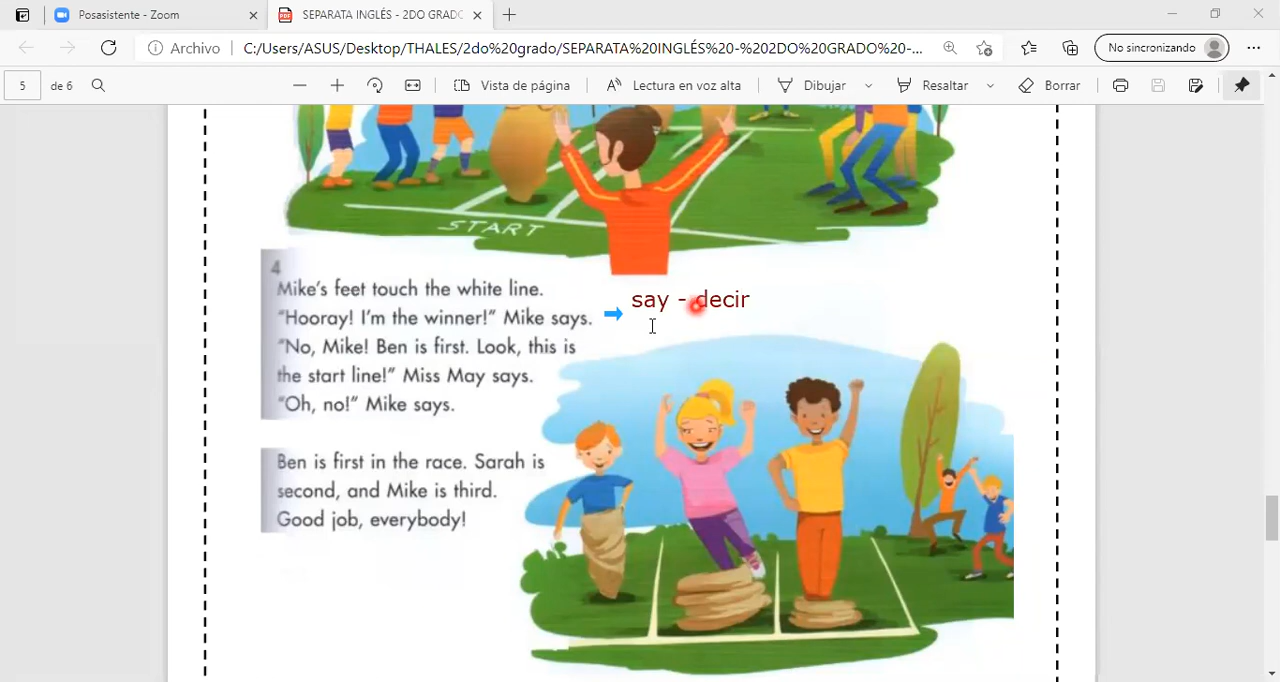 Posasistente - Zoom
SEPARATA INGLÉS - 2DO GRADO
Archivo
C:/Users/ASUS/Desktop/THALES/2do%20grado/SEPARATA%20INGLÉS%20-%202DO%20GRADO%20-...
No sincronizando
5 de 6
Vista de página
Lectura en voz alta
Dibujar
Resaltar
Borrar
START
4
Mike's feet touch the white line.
"Hooray! I'm the winner!" Mike says.
"No, Mike! Ben is first. Look, this is
the start line!" Miss May says.
"Oh, no!" Mike says.
say - decir
Ben is first in the race. Sarah is
second, and Mike is third.
Good job, everybody!